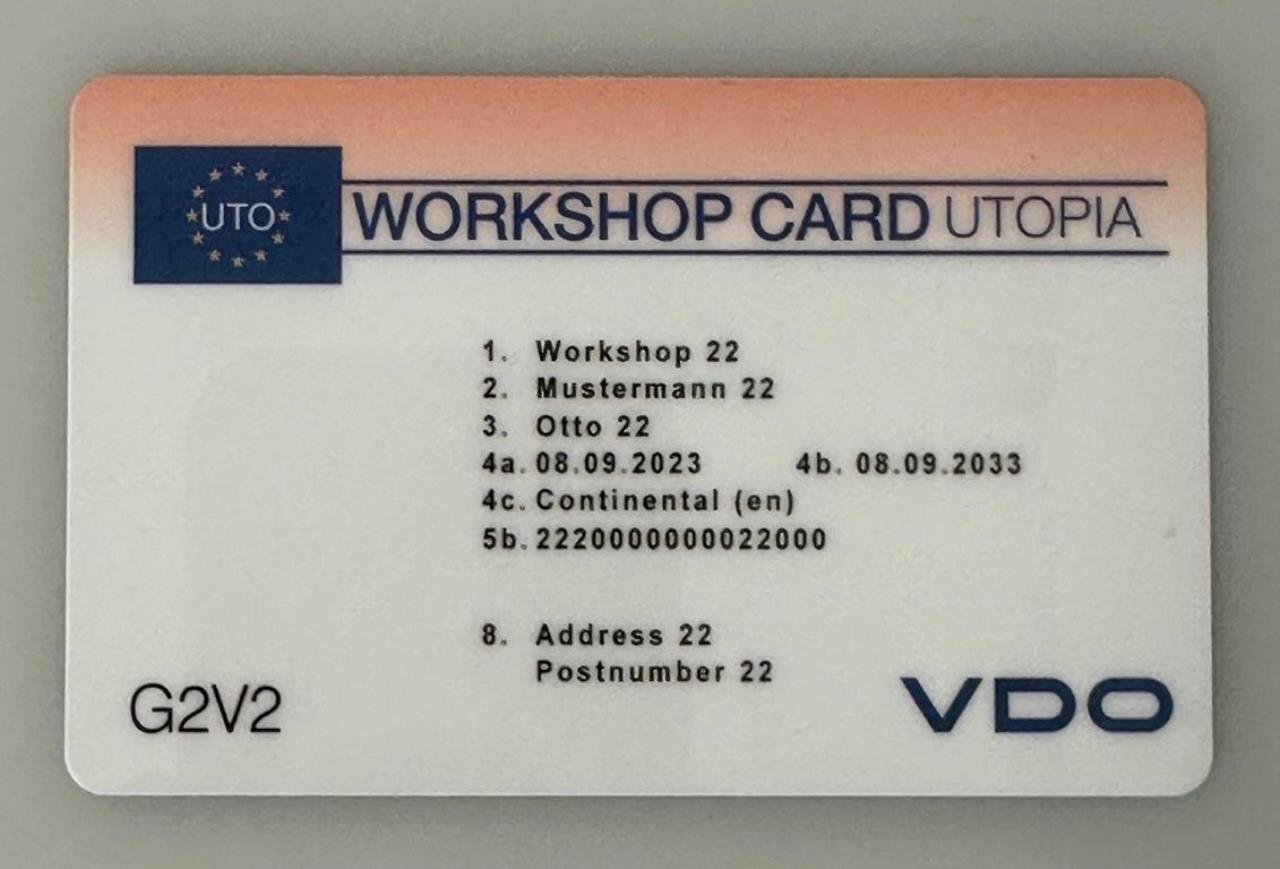 UTO
WORKSHOP CARD UTOPIA
1. Workshop 22
2. Mustermann 22
3. Otto 22
4a. 08.09.2023 4b. 08.09.2033
4c. Continental (en)
5b. 2220000000022000
8. Address 22
Postnumber 22
G2V2
VDO